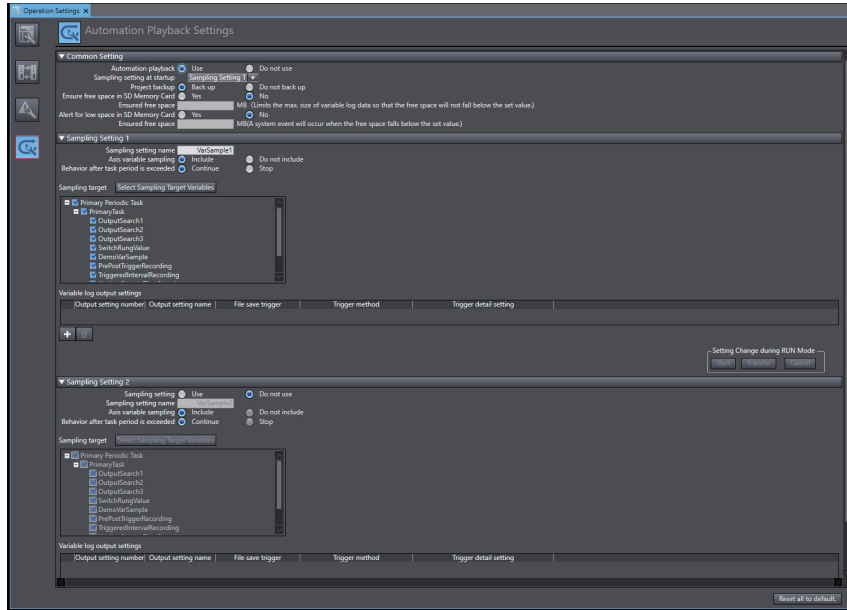 Operation Settings X
Automation Playback Settings
▼ Common Setting
Automation playback Use Do not use
Sampling setting at startup Sampling Setting 1
Project backup Back up Do not back up
Ensure free space in SD Memory Card Yes No
Ensured free space MB (Limits the max. size of variable log data so that the free space will not fall below the set value.)
Alert for low space in SD Memory Card Yes No
Ensured free space MB(A system event will occur when the free space falls below the set value.)
▼ Sampling Setting 1
Sampling setting name VarSample1
Axis variable sampling Include Do not include
Behavior after task period is exceeded Continue Stop
Sampling target Select Sampling Target Variables
Primary Periodic Task
PrimaryTask
OutputSearch1
OutputSearch2
OutputSearch3
SwitchRungValue
DemoVarSample
PrePostTriggerRecording
TriggeredIntervalRecording
Variable log output settings
Output setting number Output setting name File save trigger Trigger method Trigger detail setting
+
Setting Change during RUN Mode
Start Transfer Cancel
▼ Sampling Setting 2
Sampling setting Use Do not use
Sampling setting name VarSample2
Axis variable sampling Include Do not include
Behavior after task period is exceeded Continue Stop
Sampling target Select Sampling Target Variables
Primary Periodic Task
PrimaryTask
OutputSearch1
OutputSearch2
OutputSearch3
SwitchRungValue
DemoVarSample
PrePostTriggerRecording
TriggeredIntervalRecording
Variable log output settings
Output setting number Output setting name File save trigger Trigger method Trigger detail setting
Reset all to default.